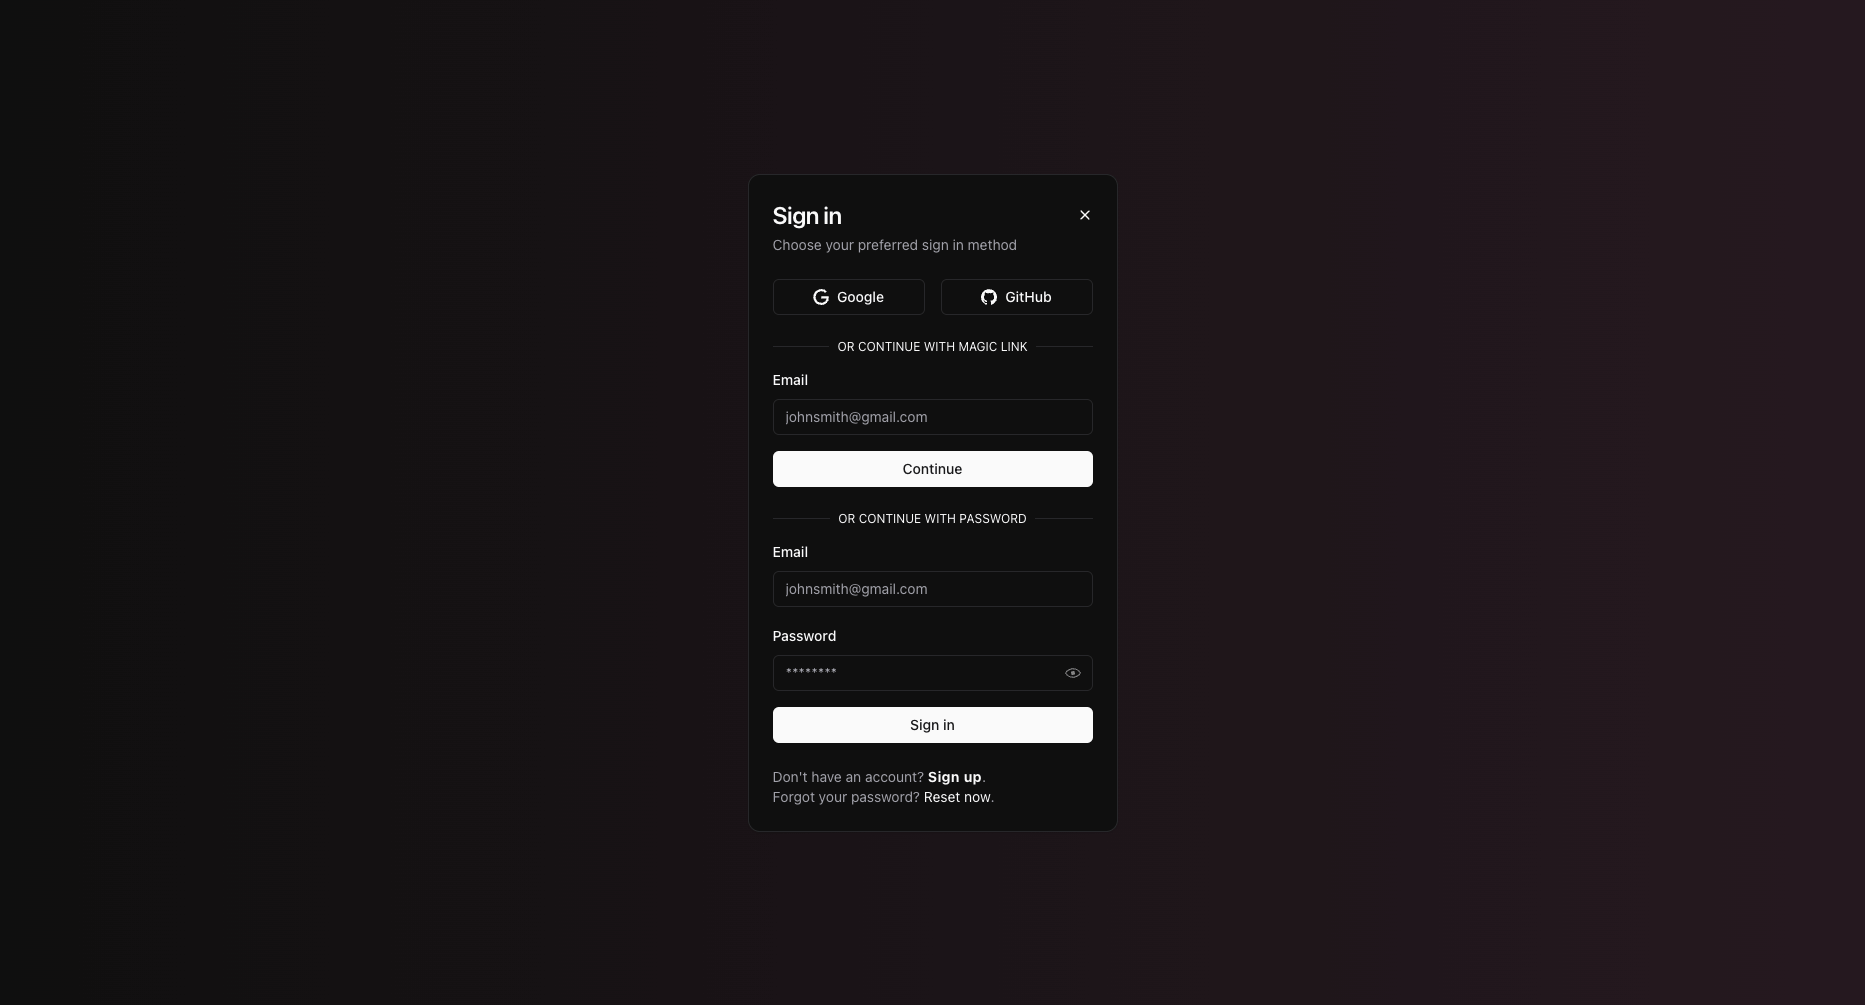 Sign in
Choose your preferred sign in method
Google
GitHub
OR CONTINUE WITH MAGIC LINK
Email
johnsmith@gmail.com
Continue
OR CONTINUE WITH PASSWORD
Email
johnsmith@gmail.com
Password
********
Sign in
Don't have an account? Sign up.
Forgot your password? Reset now.